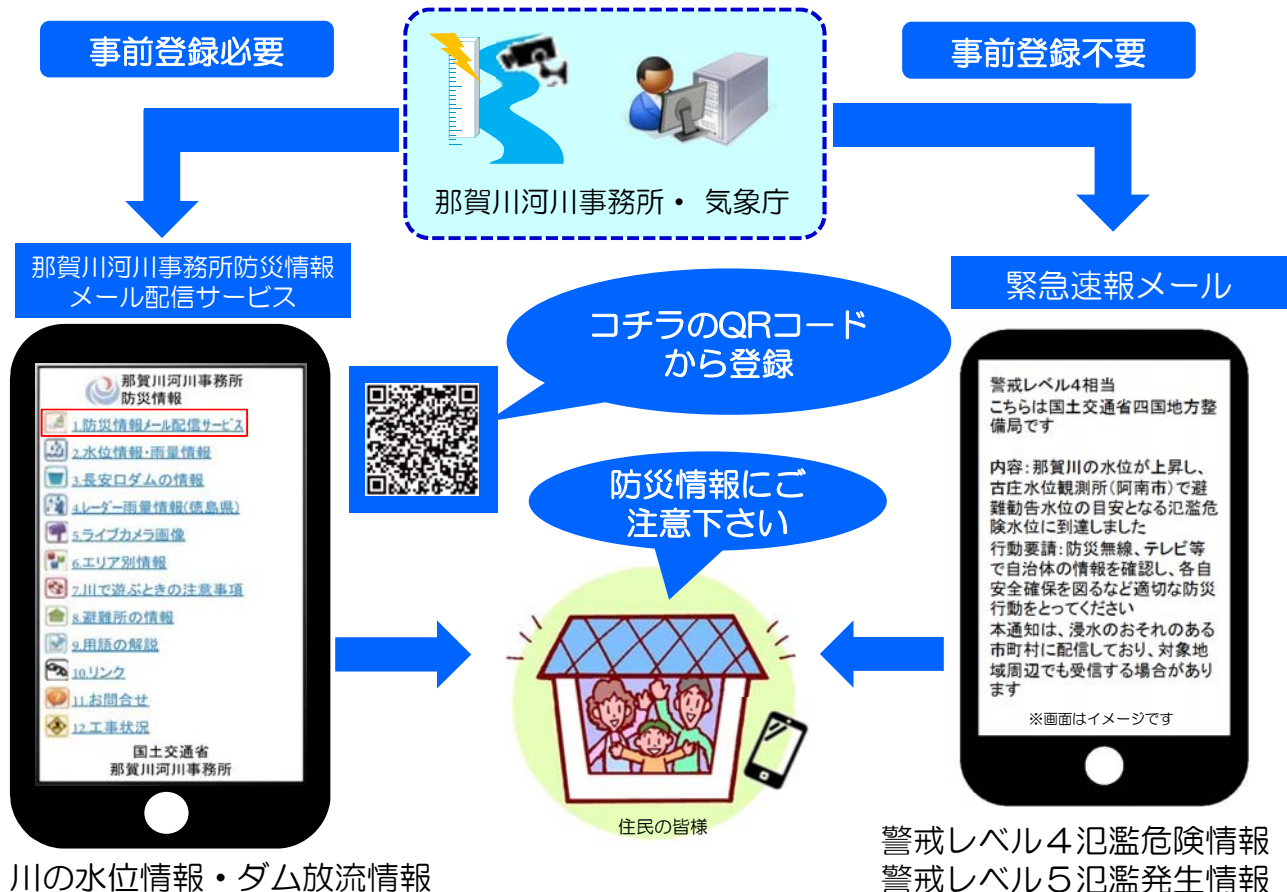 事前登録必要
事前登録不要
那賀川河川事務所・ 気象庁
那賀川河川事務所防災情報
メール配信サービス
緊急速報メール
コチラのQRコード
から登録
那賀川河川事務所
防災情報
1.防災情報メール配信サービス
2.水位情報・雨量情報
3.長安口ダムの情報
4.レーダー雨量情報(徳島県)
5.ライブカメラ画像
6.エリア別情報
7.川で遊ぶときの注意事項
8.避難所の情報
9.用語の解説
10.リンク
11.お問合せ
12.工事状況
国土交通省
那賀川河川事務所
防災情報にご
注意下さい
住民の皆様
警戒レベル4相当
こちらは国土交通省四国地方整
備局です
内容:那賀川の水位が上昇し、
古庄水位観測所(阿南市)で避
難勧告水位の目安となる氾濫危
険水位に到達しました
行動要請:防災無線、テレビ等
で自治体の情報を確認し、各自
安全確保を図るなど適切な防災
行動をとってください
本通知は、浸水のおそれのある
市町村に配信しており、対象地
域周辺でも受信する場合があり
ます
※画面はイメージです
川の水位情報・ダム放流情報
警戒レベル4氾濫危険情報
警戒レベル5氾濫発生情報